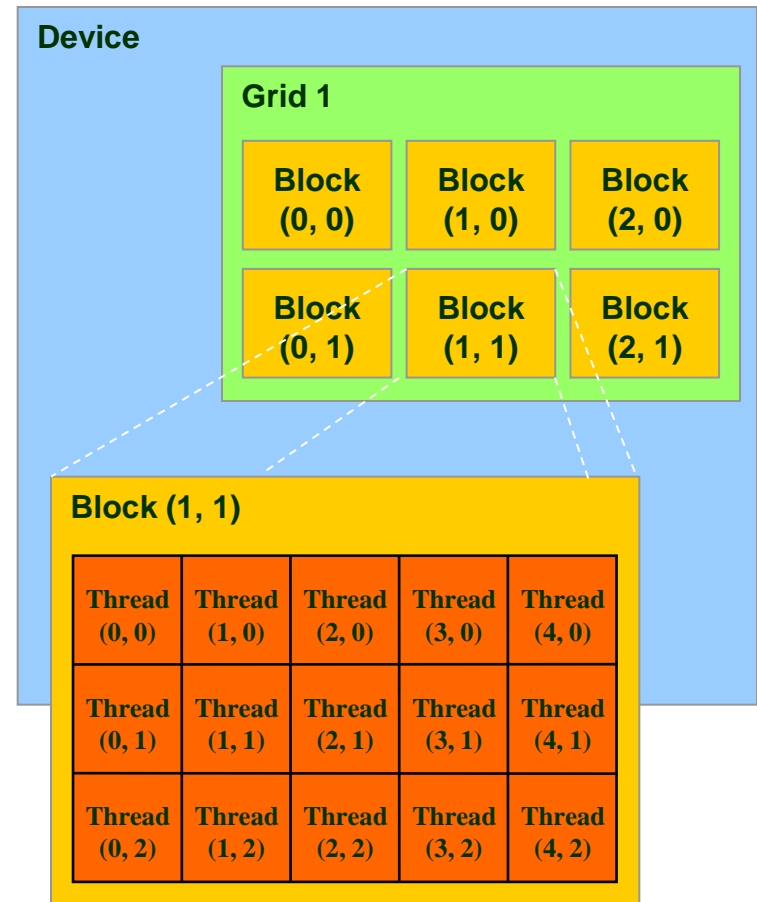 Device
Grid 1
Block Block Block
(0, 0) (1, 0) (2, 0)
Block Block Block
(0, 1) (1, 1) (2, 1)
Block (1, 1)
Thread Thread Thread Thread Thread
(0, 0) (1, 0) (2, 0) (3, 0) (4, 0)
Thread Thread Thread Thread Thread
(0, 1) (1, 1) (2, 1) (3, 1) (4, 1)
Thread Thread Thread Thread Thread
(0, 2) (1, 2) (2, 2) (3, 2) (4, 2)